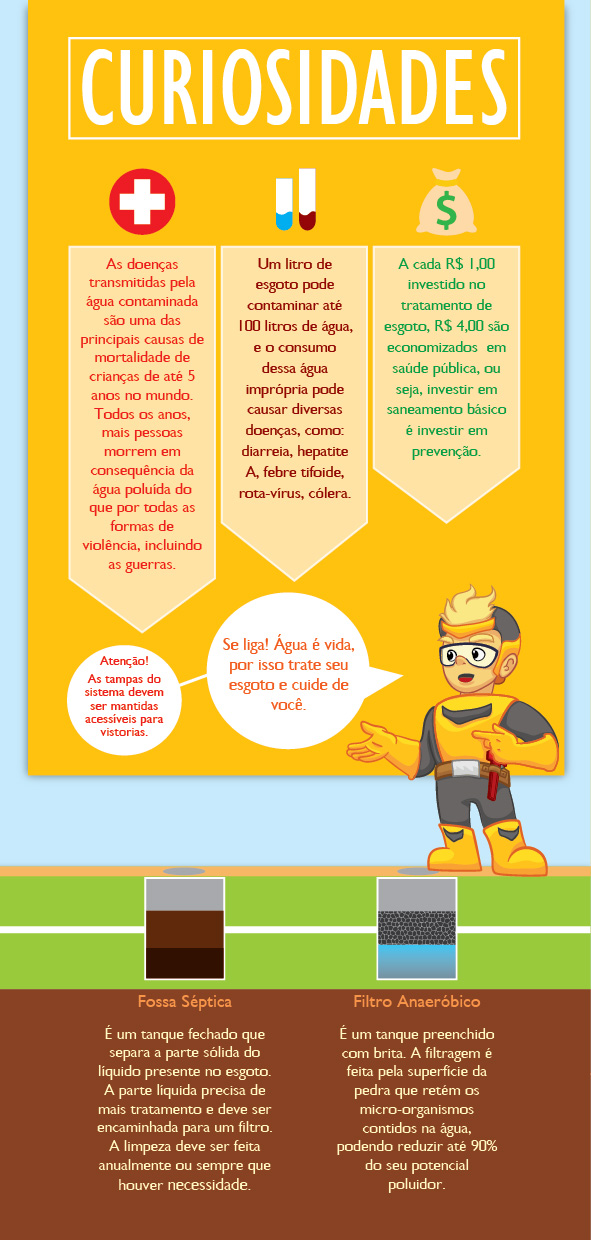 CURIOSIDADES
$
As doenças
transmitidas pela
água contaminada
são uma das
principais causas de
mortalidade de
crianças de até 5
anos no mundo.
Todos os anos,
mais pessoas
morrem em
consequência da
água poluída do
que por todas as
formas de
violência, incluindo
as guerras.
Um litro de
esgoto pode
contaminar até
100 litros de água,
e o consumo
dessa água
imprópria pode
causar diversas
doenças, como:
diarreia, hepatite
A, febre tifoide,
rota-vírus, cólera.
A cada R$ 1,00
investido no
tratamento de
esgoto, R$ 4,00 são
economizados em
saúde pública, ou
seja, investir em
saneamento básico
é investir em
prevenção.
Atenção!
As tampas do
sistema devem
ser mantidas
acessíveis para
vistorias.
Se liga! Água é vida,
por isso trate seu
esgoto e cuide de
você.
Fossa Séptica
É um tanque fechado que
separa a parte sólida do
líquido presente no esgoto.
A parte líquida precisa de
mais tratamento e deve ser
encaminhada para um filtro.
A limpeza deve ser feita
anualmente ou sempre que
houver necessidade.
Filtro Anaeróbico
É um tanque preenchido
com brita. A filtragem é
feita pela superfície da
pedra que retém os
micro-organismos
contidos na água,
podendo reduzir até 90%
do seu potencial
poluidor.